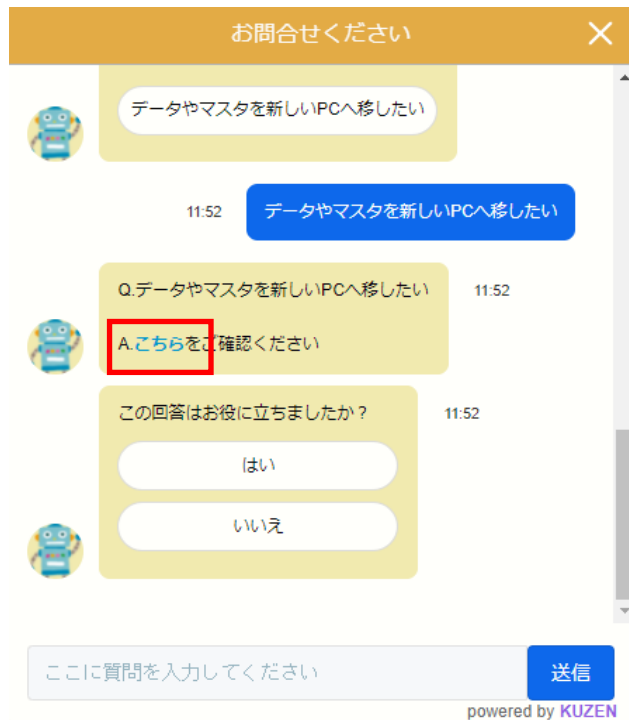 お問合せください
データやマスタを新しいPCへ移したい
11:52
データやマスタを新しいPCへ移したい
Q.データやマスタを新しいPCへ移したい
11:52
A.こちらをご確認ください
この回答はお役に立ちましたか？
11:52
はい
いいえ
ここに質問を入力してください
送信
powered by KUZEN